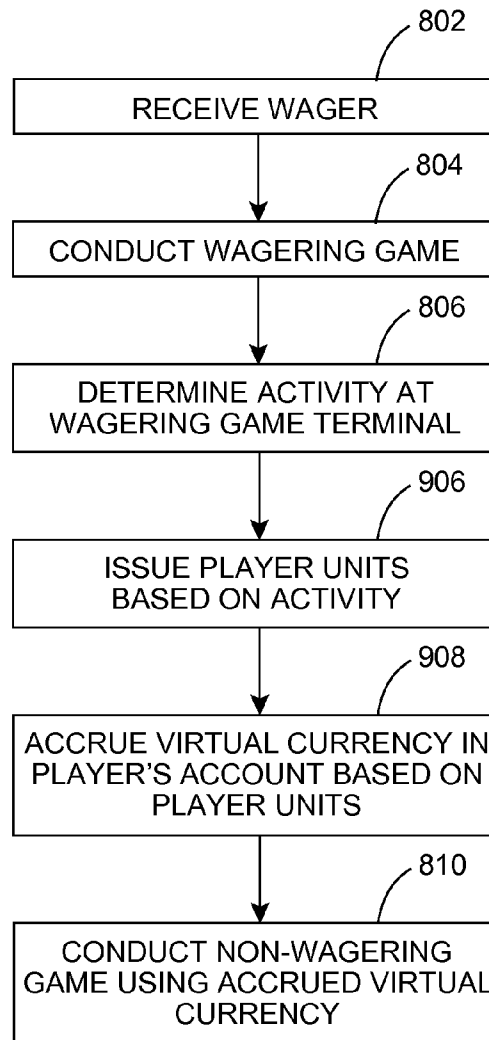 802
RECEIVE WAGER
804
CONDUCT WAGERING GAME
806
DETERMINE ACTIVITY AT
WAGERING GAME TERMINAL
906
ISSUE PLAYER UNITS
BASED ON ACTIVITY
908
ACCRUE VIRTUAL CURRENCY IN
PLAYER'S ACCOUNT BASED ON
PLAYER UNITS
810
CONDUCT NON-WAGERING
GAME USING ACCRUED VIRTUAL
CURRENCY